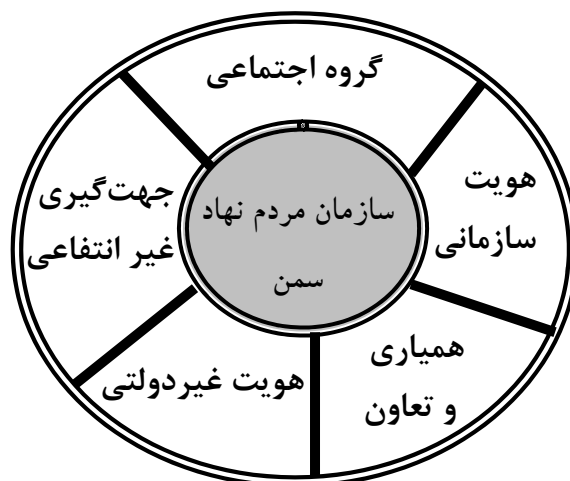 گروه اجتماعی
هویت
سازمانی
همیاری
و تعاون
هویت غیردولتی
جهت‌گیری
غیر انتفاعی
سازمان مردم نهاد
سمن